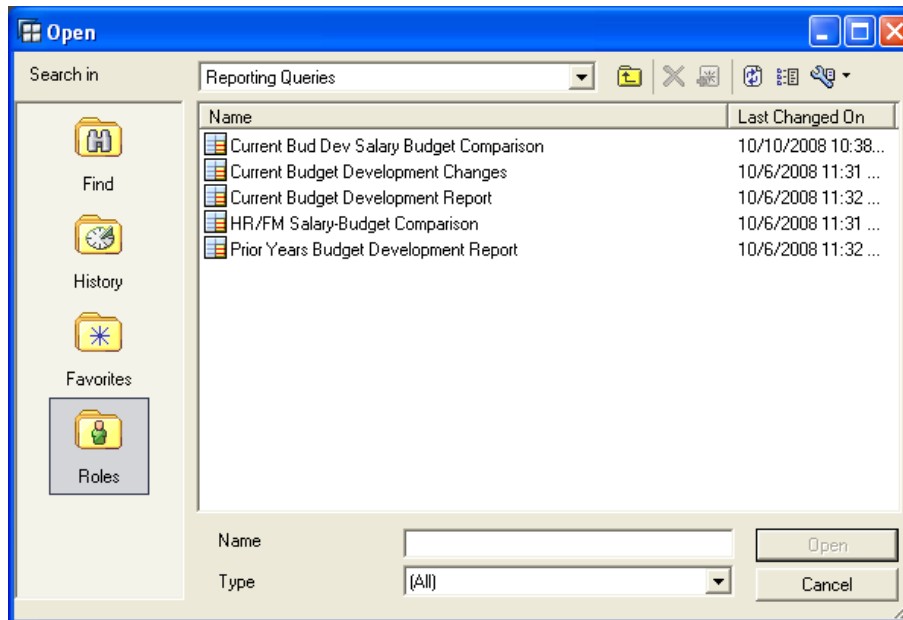 Open
Search in
Reporting Queries
Name Last Changed On
Current Bud Dev Salary Budget Comparison 10/10/2008 10:38...
Current Budget Development Changes 10/6/2008 11:31 ...
Current Budget Development Report 10/6/2008 11:32 ...
HR/FM Salary-Budget Comparison 10/6/2008 11:31 ...
Prior Years Budget Development Report 10/6/2008 11:32 ...
Find
History
Favorites
Roles
Name
Open
Type (All)
Cancel